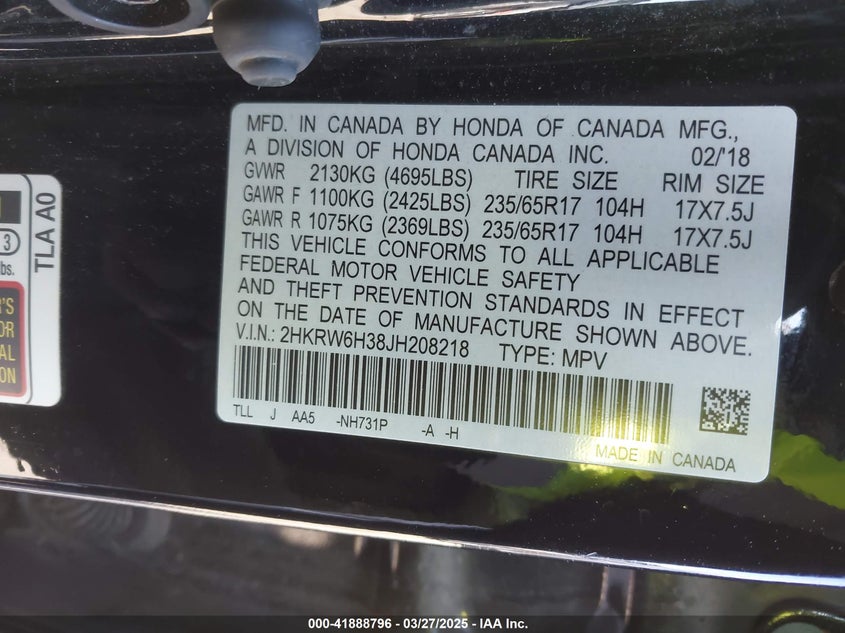 MFD. IN CANADA BY HONDA OF CANADA MFG.,
A DIVISION OF HONDA CANADA INC. 02/'18
GVWR 2130KG (4695LBS) TIRE SIZE RIM SIZE
GAWR F 1100KG (2425LBS) 235/65R17 104H 17X7.5J
GAWR R 1075KG (2369LBS) 235/65R17 104H 17X7.5J
THIS VEHICLE CONFORMS TO ALL APPLICABLE
FEDERAL MOTOR VEHICLE SAFETY
AND THEFT PREVENTION STANDARDS IN EFFECT
ON THE DATE OF MANUFACTURE SHOWN ABOVE.
V.I.N.: 2HKRW6H38JH208218 TYPE: MPV
TLL J AA5 -NH731P -A -H
MADE IN CANADA
TLA A0
3
lbs.
000-41888796 - 03/27/2025 - IAA Inc.